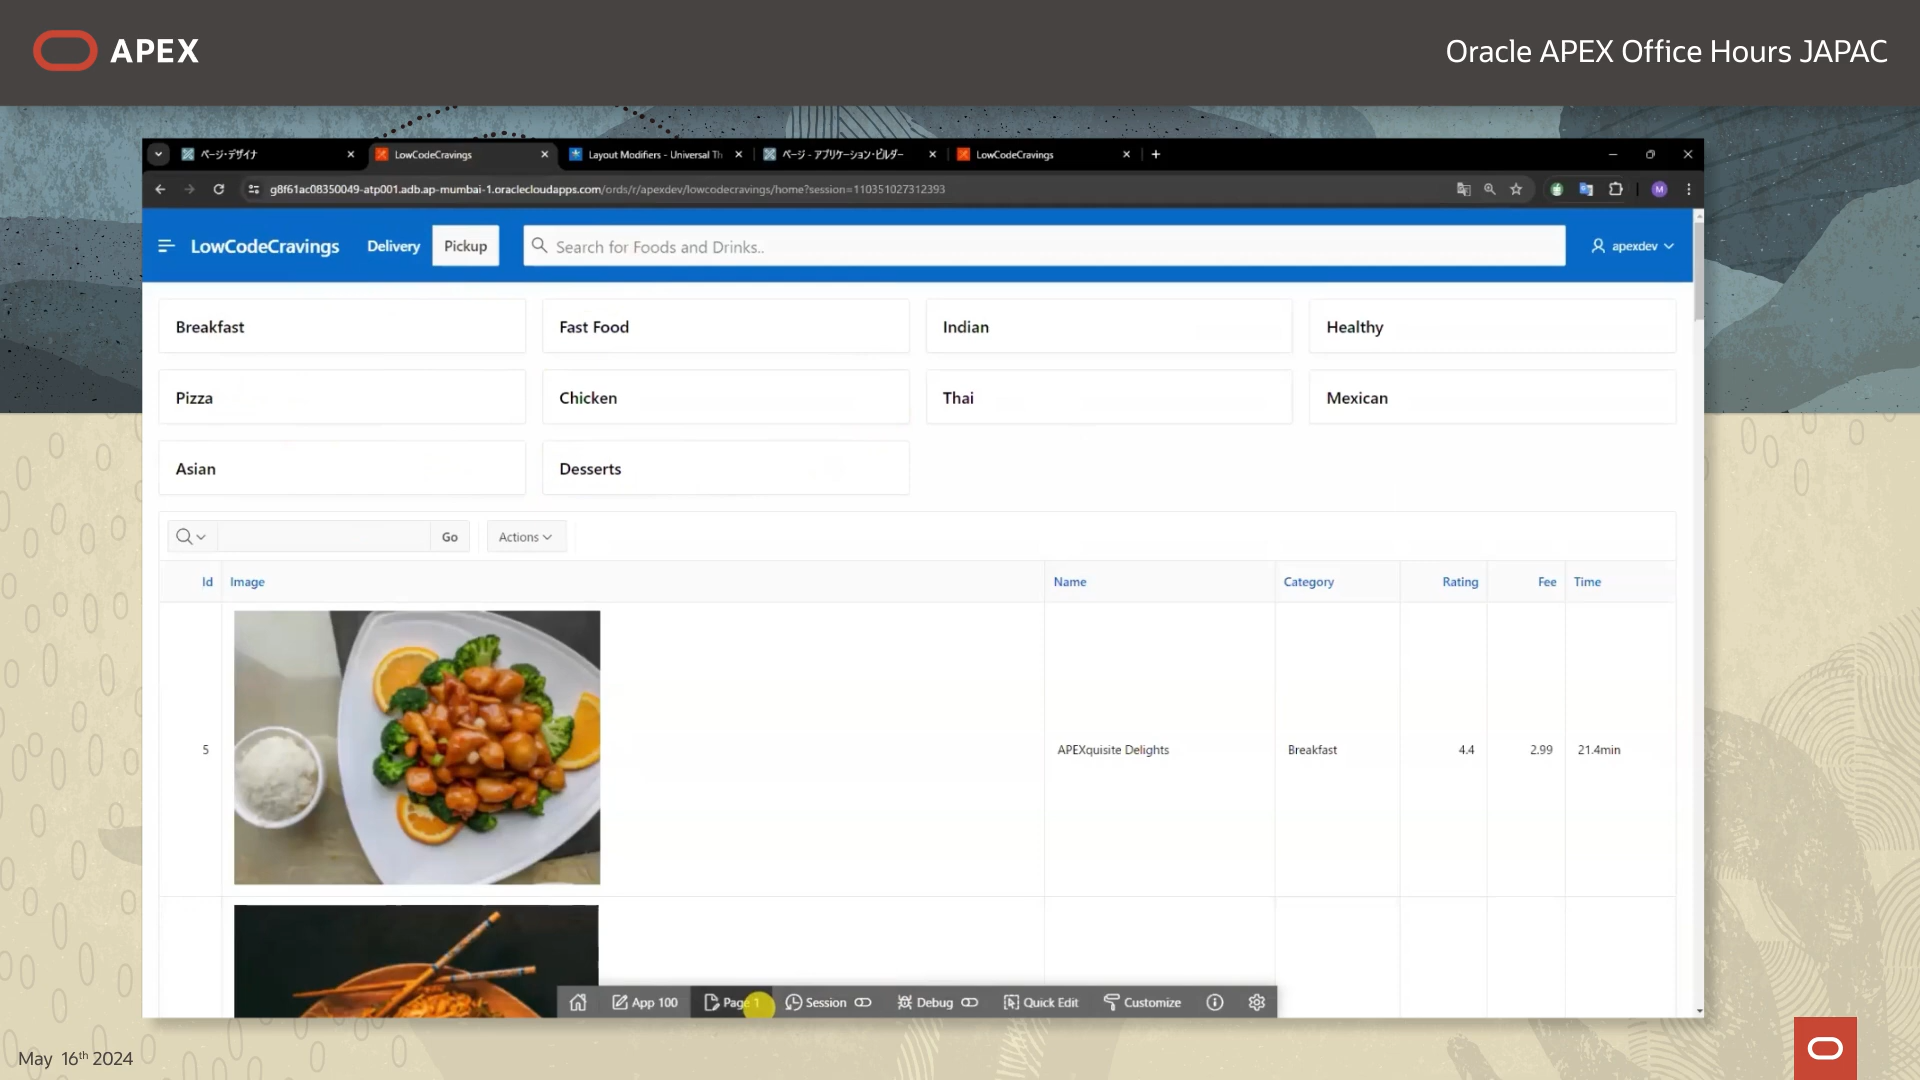 APEX
Oracle APEX Office Hours JAPAC
ページ・デザイナ
LowCodeCravings
Layout Modifiers - Universal Th
ページ - アプリケーション・ビルダー
LowCodeCravings
g8f61ac08350049-atp001.adb.ap-mumbai-1.oraclecloudapps.com/ords/r/apexdev/lowcodecravings/home?session=110351027312393
M
LowCodeCravings
Delivery
Pickup
Search for Foods and Drinks..
apexdev
Breakfast
Fast Food
Indian
Healthy
Pizza
Chicken
Thai
Mexican
Asian
Desserts
Go
Actions
Id
Image
Name
Category
Rating
Fee
Time
5
APEXquisite Delights
Breakfast
4.4
2.99
21.4min
App 100
Page 1
Session
Debug
Quick Edit
Customize
May 16th 2024